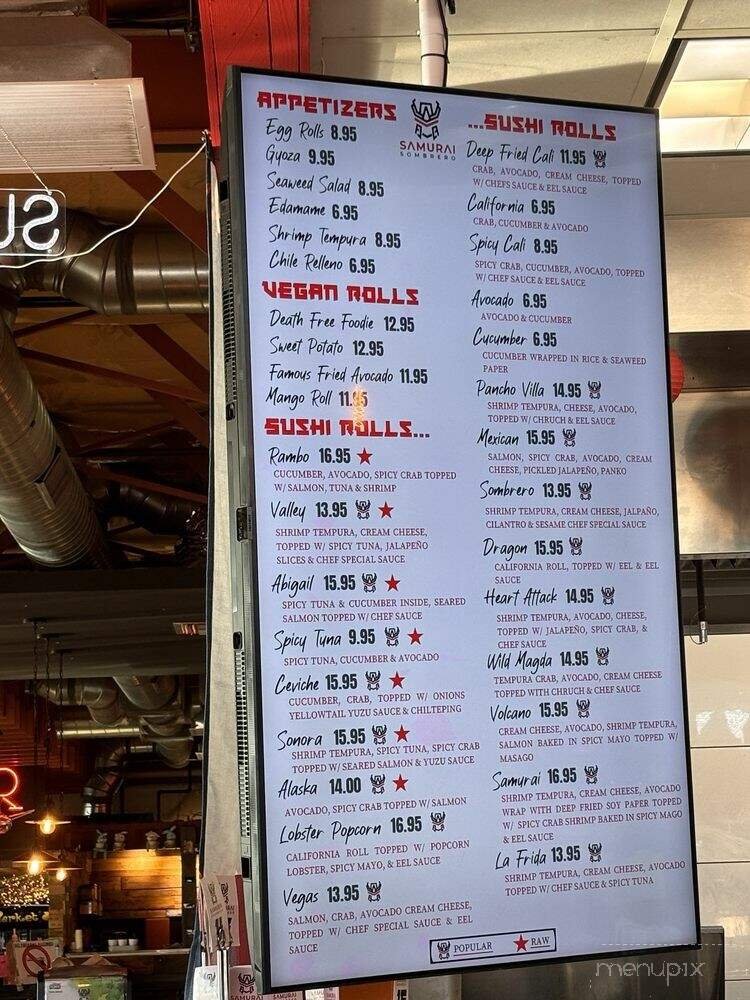 APPETIZERS
Egg Rolls 8.95
Gyoza 9.95
Seaweed Salad 8.95
Edamame 6.95
Shrimp Tempura 8.95
Chile Relleno 6.95
VEGAN ROLLS
Death Free Foodie 12.95
Sweet Potato 12.95
Famous Fried Avocado 11.95
Mango Roll 11.95
SUSHI ROLLS...
Rambo 16.95
CUCUMBER, AVOCADO, SPICY CRAB TOPPED
W/ SALMON, TUNA & SHRIMP
Valley 13.95
SHRIMP TEMPURA, CREAM CHEESE,
TOPPED W/ SPICY TUNA, JALAPEÑO
SLICES & CHEF SPECIAL SAUCE
Abigail 15.95
SPICY TUNA & CUCUMBER INSIDE, SEARED
SALMON TOPPED W/ CHEF SAUCE
Spicy Tuna 9.95
SPICY TUNA, CUCUMBER & AVOCADO
Ceviche 15.95
CUCUMBER, CRAB, TOPPED W/ ONIONS
YELLOWTAIL YUZU SAUCE & CHILTEPING
Sonora 15.95
SHRIMP TEMPURA, SPICY TUNA, SPICY CRAB
TOPPED W/ SEARED SALMON & YUZU SAUCE
Alaska 14.00
AVOCADO, SPICY CRAB TOPPED W/ SALMON
Lobster Popcorn 16.95
CALIFORNIA ROLL TOPPED W/ POPCORN
LOBSTER, SPICY MAYO, & EEL SAUCE
Vegas 13.95
SALMON, CRAB, AVOCADO CREAM CHEESE,
TOPPED W/ CHEF SPECIAL SAUCE & EEL
SAUCE
SAMURAI
SOMBRERO
...SUSHI ROLLS
Deep Fried Cali 11.95
CRAB, AVOCADO, CREAM CHEESE, TOPPED
W/ CHEFS SAUCE & EEL SAUCE
California 6.95
CRAB, CUCUMBER & AVOCADO
Spicy Cali 8.95
SPICY CRAB, CUCUMBER, AVOCADO, TOPPED
W/ CHEF SAUCE & EEL SAUCE
Avocado 6.95
AVOCADO & CUCUMBER
Cucumber 6.95
CUCUMBER WRAPPED IN RICE & SEAWEED
PAPER
Pancho Villa 14.95
SHRIMP TEMPURA, CHEESE, AVOCADO,
TOPPED W/ CHRUCH & EEL SAUCE
Mexican 15.95
SALMON, SPICY CRAB, AVOCADO, CREAM
CHEESE, PICKLED JALAPEÑO, PANKO
Sombrero 13.95
SHRIMP TEMPURA, CREAM CHEESE, JALPAÑO,
CILANTRO & SESAME CHEF SPECIAL SAUCE
Dragon 15.95
CALIFORNIA ROLL, TOPPED W/ EEL & EEL
SAUCE
Heart Attack 14.95
SHRIMP TEMPURA, AVOCADO, CHEESE,
TOPPED W/ JALAPEÑO, SPICY CRAB, &
CHEF SAUCE
Wild Magda 14.95
TEMPURA CRAB, AVOCADO, CREAM CHEESE
TOPPED WITH CHRUCH & CHEF SAUCE
Volcano 15.95
CREAM CHEESE, AVOCADO, SHRIMP TEMPURA,
SALMON BAKED IN SPICY MAYO TOPPED W/
MASAGO
Samurai 16.95
SHRIMP TEMPURA, CREAM CHEESE, AVOCADO
WRAP WITH DEEP FRIED SOY PAPER TOPPED
W/ SPICY CRAB SHRIMP BAKED IN SPICY MAGO
& EEL SAUCE
La Frida 13.95
SHRIMP TEMPURA, CREAM CHEESE, AVOCADO
TOPPED W/ CHEF SAUCE & SPICY TUNA
POPULAR RAW
menupix